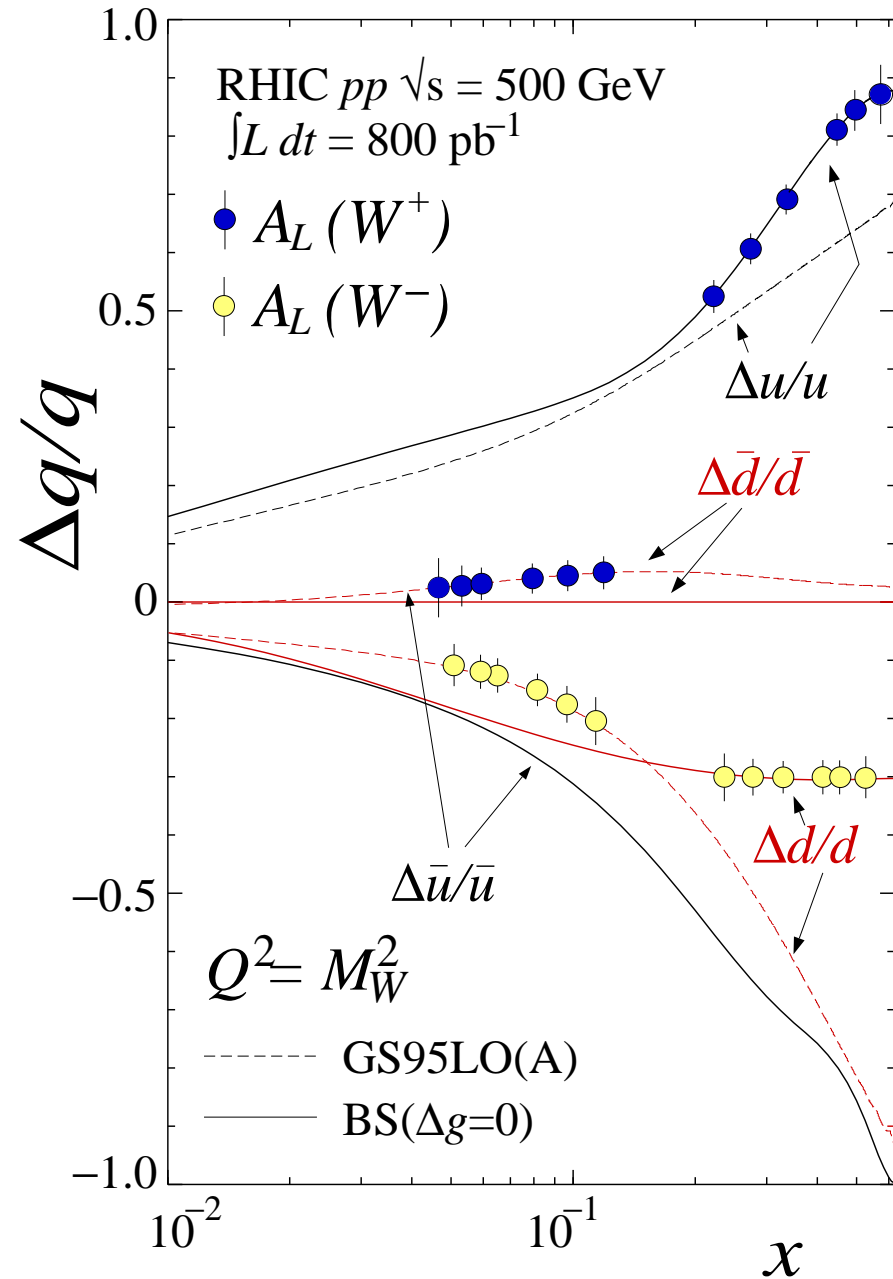 1.0
RHIC pp √s = 500 GeV
∫L dt = 800 pb⁻¹
A_L (W⁺)
A_L (W⁻)
0.5
Δu/u
Δq/q
Δd̄/d̄
0
Δd/d
Δū/ū
−0.5
Q² = M_W²
GS95LO(A)
BS(Δg=0)
−1.0
10⁻²
10⁻¹
x